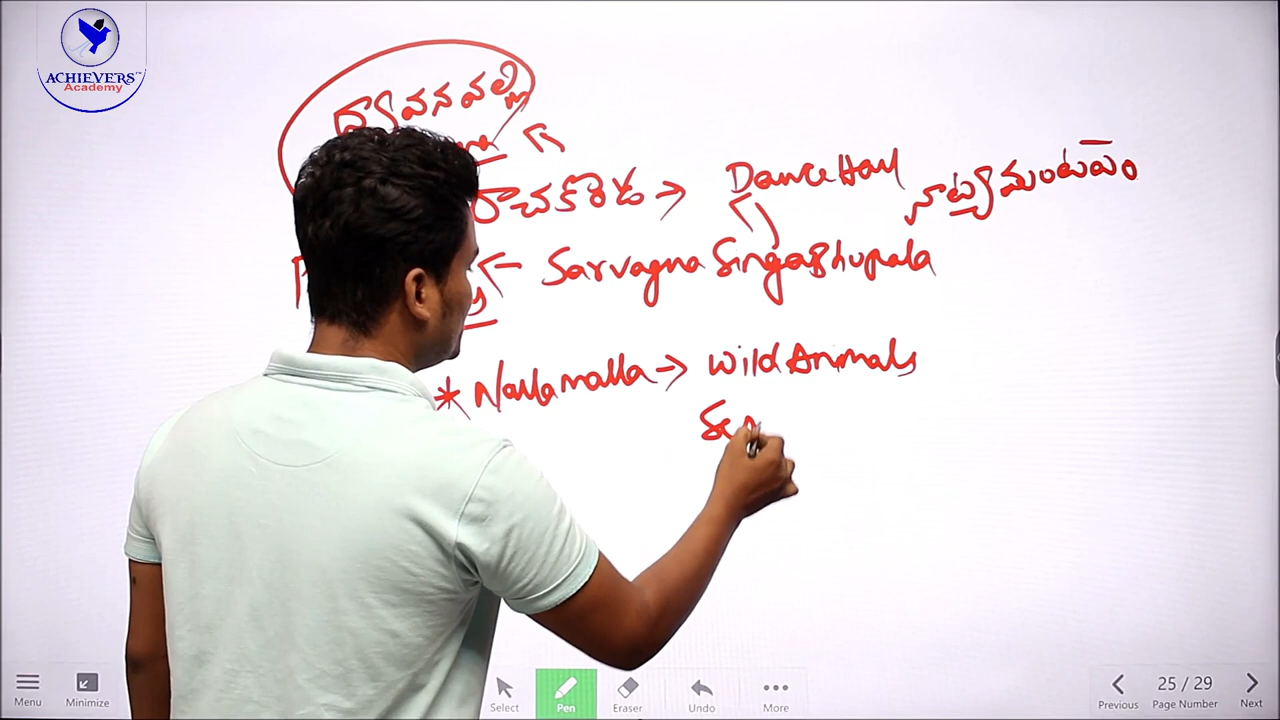 ACHIEVERS
Academy
ద్యావనవల్లి
రాచకొండ → Dance Hall నాట్యమంటపం
← Sarvagna SingaBhupala
* Nallamalla → Wild Animals
Menu
Minimize
Select
Pen
Eraser
Undo
More
Previous
25 / 29
Page Number
Next